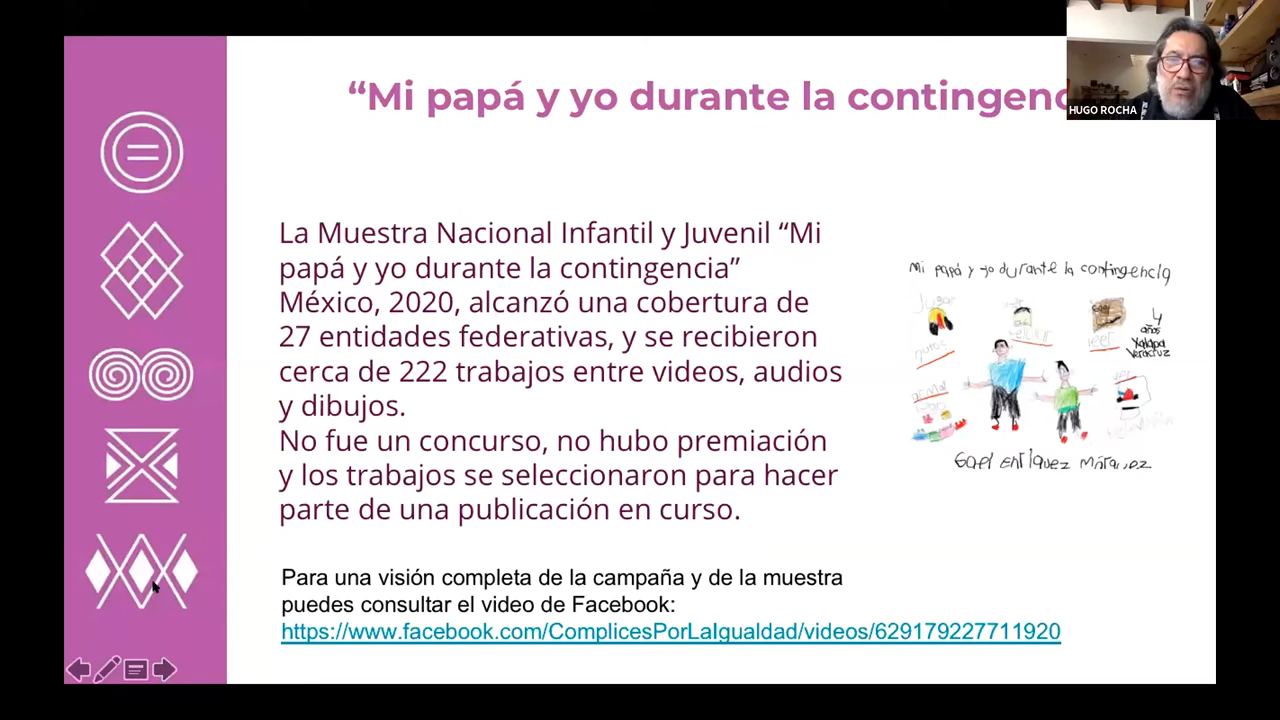 “Mi papá y yo durante la contingenc
HUGO ROCHA
La Muestra Nacional Infantil y Juvenil “Mi
papá y yo durante la contingencia”
México, 2020, alcanzó una cobertura de
27 entidades federativas, y se recibieron
cerca de 222 trabajos entre videos, audios
y dibujos.
No fue un concurso, no hubo premiación
y los trabajos se seleccionaron para hacer
parte de una publicación en curso.
Mi papá y yo durante la contingencia
Jugar
leer
ver
4
años
Xalapa
Veracruz
Gael Enríquez Márquez
Para una visión completa de la campaña y de la muestra
puedes consultar el video de Facebook:
https://www.facebook.com/ComplicesPorLaIgualdad/videos/629179227711920